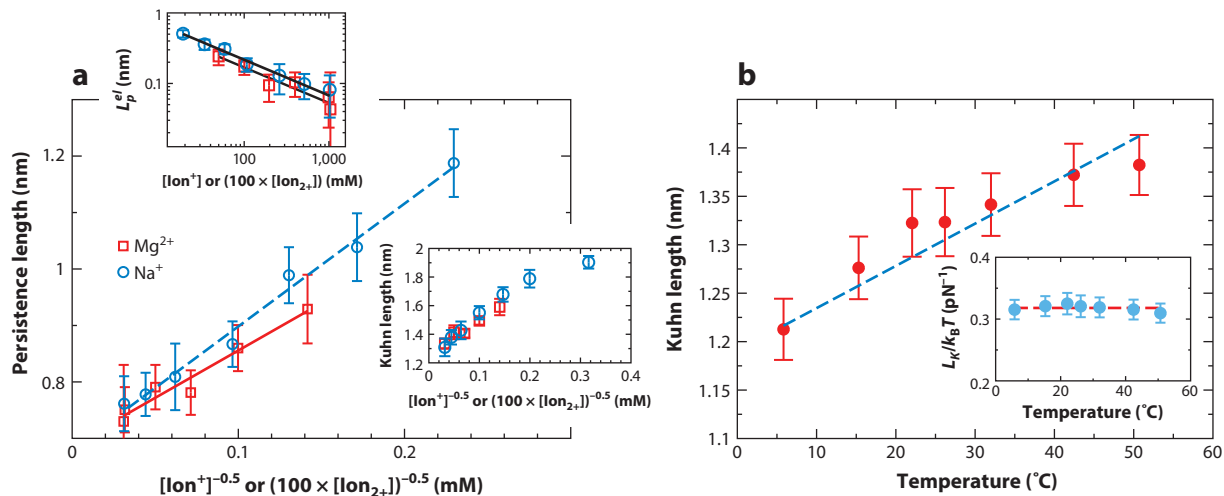 a
1
0.1
L_p^el (nm)
100
1,000
[Ion⁺] or (100 × [Ion₂₊]) (mM)
1.2
1
0.8
Persistence length (nm)
Mg²⁺
Na⁺
2
1.8
1.6
1.4
1.2
Kuhn length (nm)
0
0.1
0.2
0.3
0.4
[Ion⁺]⁻⁰·⁵ or (100 × [Ion₂₊])⁻⁰·⁵ (mM)
0
0.1
0.2
[Ion⁺]⁻⁰·⁵ or (100 × [Ion₂₊])⁻⁰·⁵ (mM)
b
1.4
1.35
1.3
1.25
1.2
1.15
1.1
Kuhn length (nm)
0.4
0.3
0.2
L_K/k_BT (pN⁻¹)
0
20
40
60
Temperature (°C)
0
10
20
30
40
50
60
Temperature (°C)